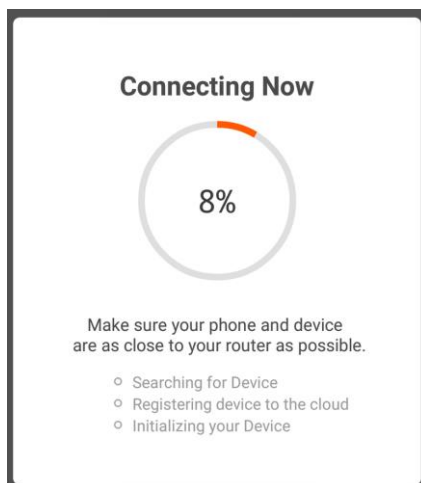 Connecting Now
8%
Make sure your phone and device
are as close to your router as possible.
Searching for Device
Registering device to the cloud
Initializing your Device